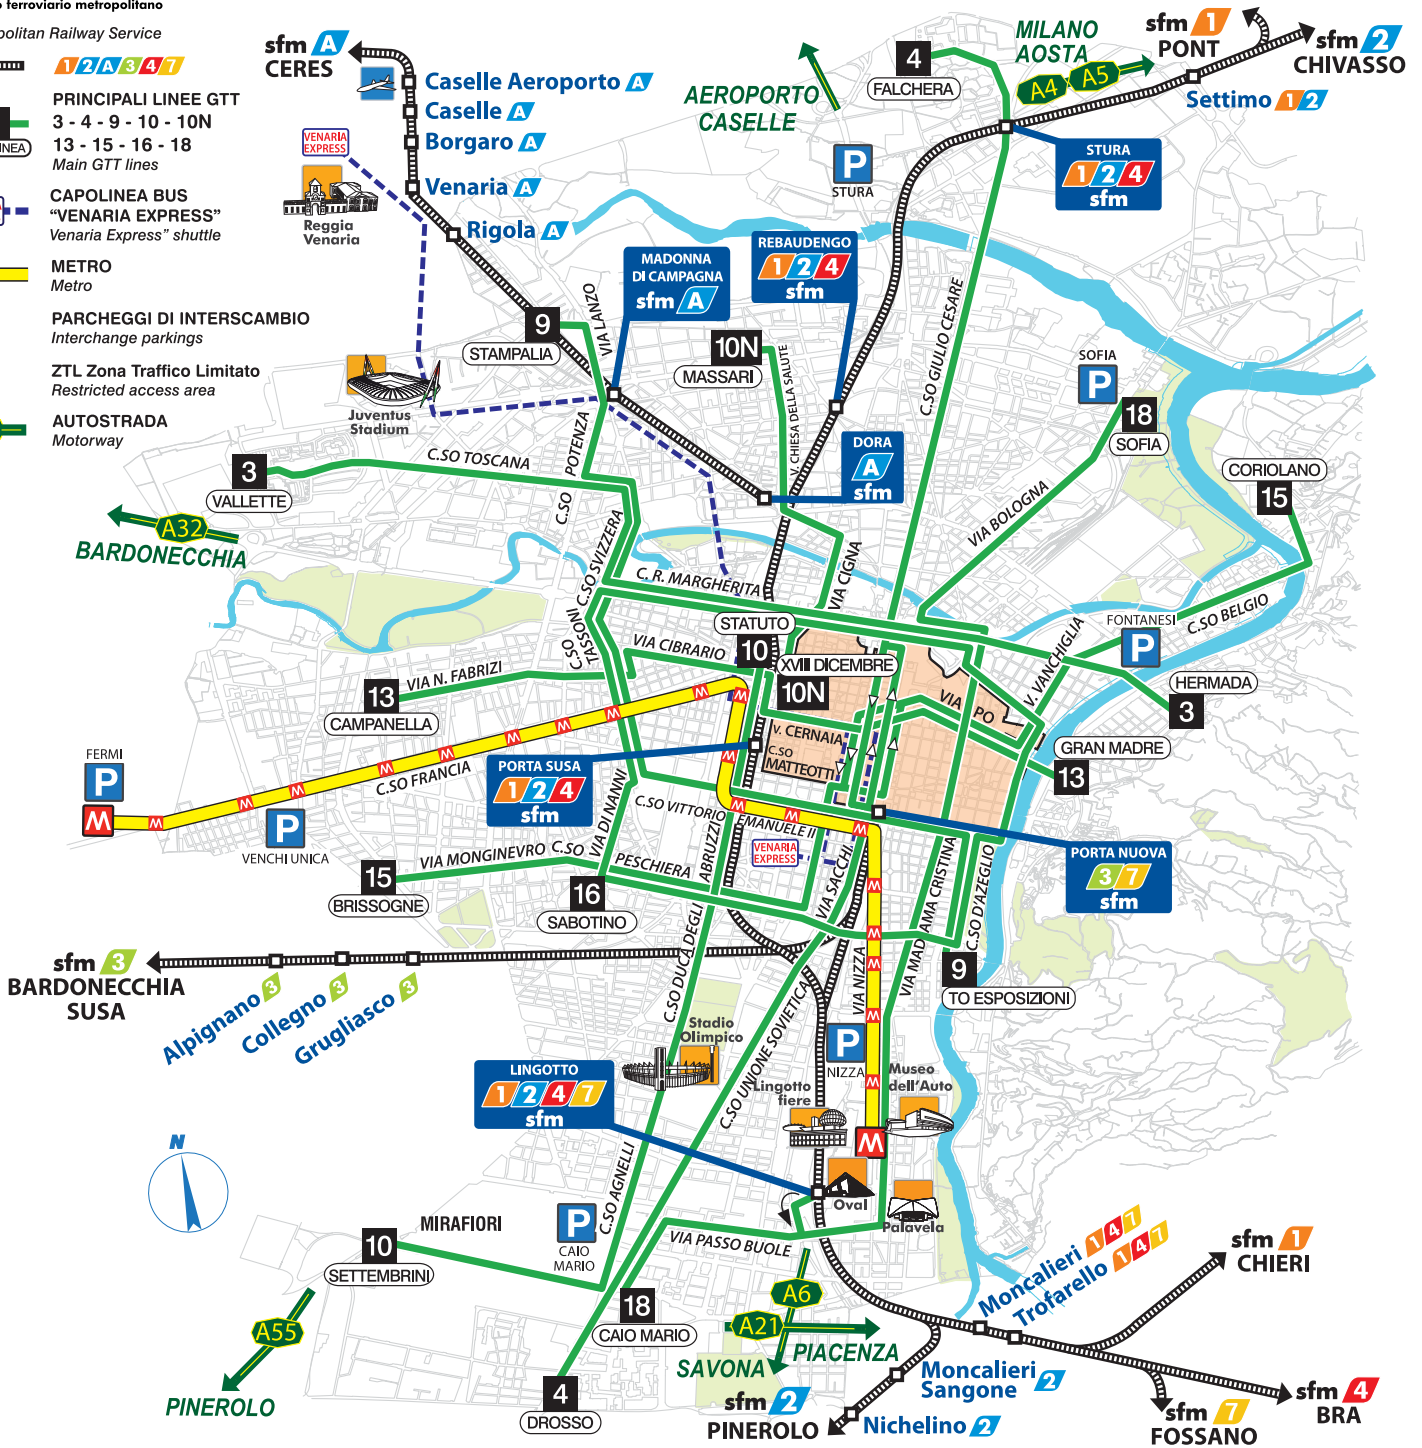 o ferroviario metropolitano
politan Railway Service
1 2 A 3 4 7
PRINCIPALI LINEE GTT
3 - 4 - 9 - 10 - 10N
13 - 15 - 16 - 18
Main GTT lines
INEA
CAPOLINEA BUS
“VENARIA EXPRESS”
Venaria Express” shuttle
METRO
Metro
PARCHEGGI DI INTERSCAMBIO
Interchange parkings
ZTL Zona Traffico Limitato
Restricted access area
AUTOSTRADA
Motorway
sfm A
CERES
Caselle Aeroporto A
Caselle A
Borgaro A
Venaria A
Rigola A
VENARIA
EXPRESS
Reggia
Venaria
AEROPORTO
CASELLE
4
FALCHERA
MILANO
AOSTA
A4 A5
sfm 1
PONT
sfm 2
CHIVASSO
Settimo 1 2
P
STURA
STURA
1 2 4
sfm
MADONNA
DI CAMPAGNA
sfm A
REBAUDENGO
1 2 4
sfm
9
STAMPALIA
VIA LANZO
10N
MASSARI
V. CHIESA DELLA SALUTE
C.SO GIULIO CESARE
SOFIA
P
18
SOFIA
Juventus
Stadium
DORA
A
sfm
3
VALLETTE
C.SO TOSCANA
C.SO POTENZA
CORIOLANO
15
VIA BOLOGNA
A32
BARDONECCHIA
C.SO SVIZZERA
C. R. MARGHERITA
VIA CIGNA
C.SO BELGIO
C.SO TASSONI
VIA CIBRARIO
STATUTO
10
XVIII DICEMBRE
10N
FONTANESI
P
V. VANCHIGLIA
HERMADA
3
13
CAMPANELLA
VIA N. FABRIZI
VIA PO
V. CERNAIA
C.SO
MATTEOTTI
GRAN MADRE
13
FERMI
P
M
C.SO FRANCIA
P
VENCHI UNICA
PORTA SUSA
1 2 4
sfm
VIA DI NANNI
C.SO VITTORIO EMANUELE II
VENARIA
EXPRESS
PORTA NUOVA
3 7
sfm
15
BRISSOGNE
VIA MONGINEVRO
C.SO PESCHIERA
16
SABOTINO
C.SO DUCA DEGLI ABRUZZI
VIA SACCHI
VIA MADAMA CRISTINA
C.SO D'AZEGLIO
9
TO ESPOSIZIONI
sfm 3
BARDONECCHIA
SUSA
Alpignano 3
Collegno 3
Grugliasco 3
VIA NIZZA
C.SO UNIONE SOVIETICA
Stadio
Olimpico
P
NIZZA
Museo
dell'Auto
Lingotto
fiere
M
LINGOTTO
1 2 4 7
sfm
Oval
Palavela
N
C.SO AGNELLI
MIRAFIORI
P
CAIO
MARIO
VIA PASSO BUOLE
10
SETTEMBRINI
18
CAIO MARIO
4
DROSSO
A55
PINEROLO
A6
A21
PIACENZA
SAVONA
sfm 2
PINEROLO
Moncalieri
Sangone 2
Nichelino 2
Moncalieri 1 4 7
Trofarello 1 4 7
sfm 1
CHIERI
sfm 4
BRA
sfm 7
FOSSANO